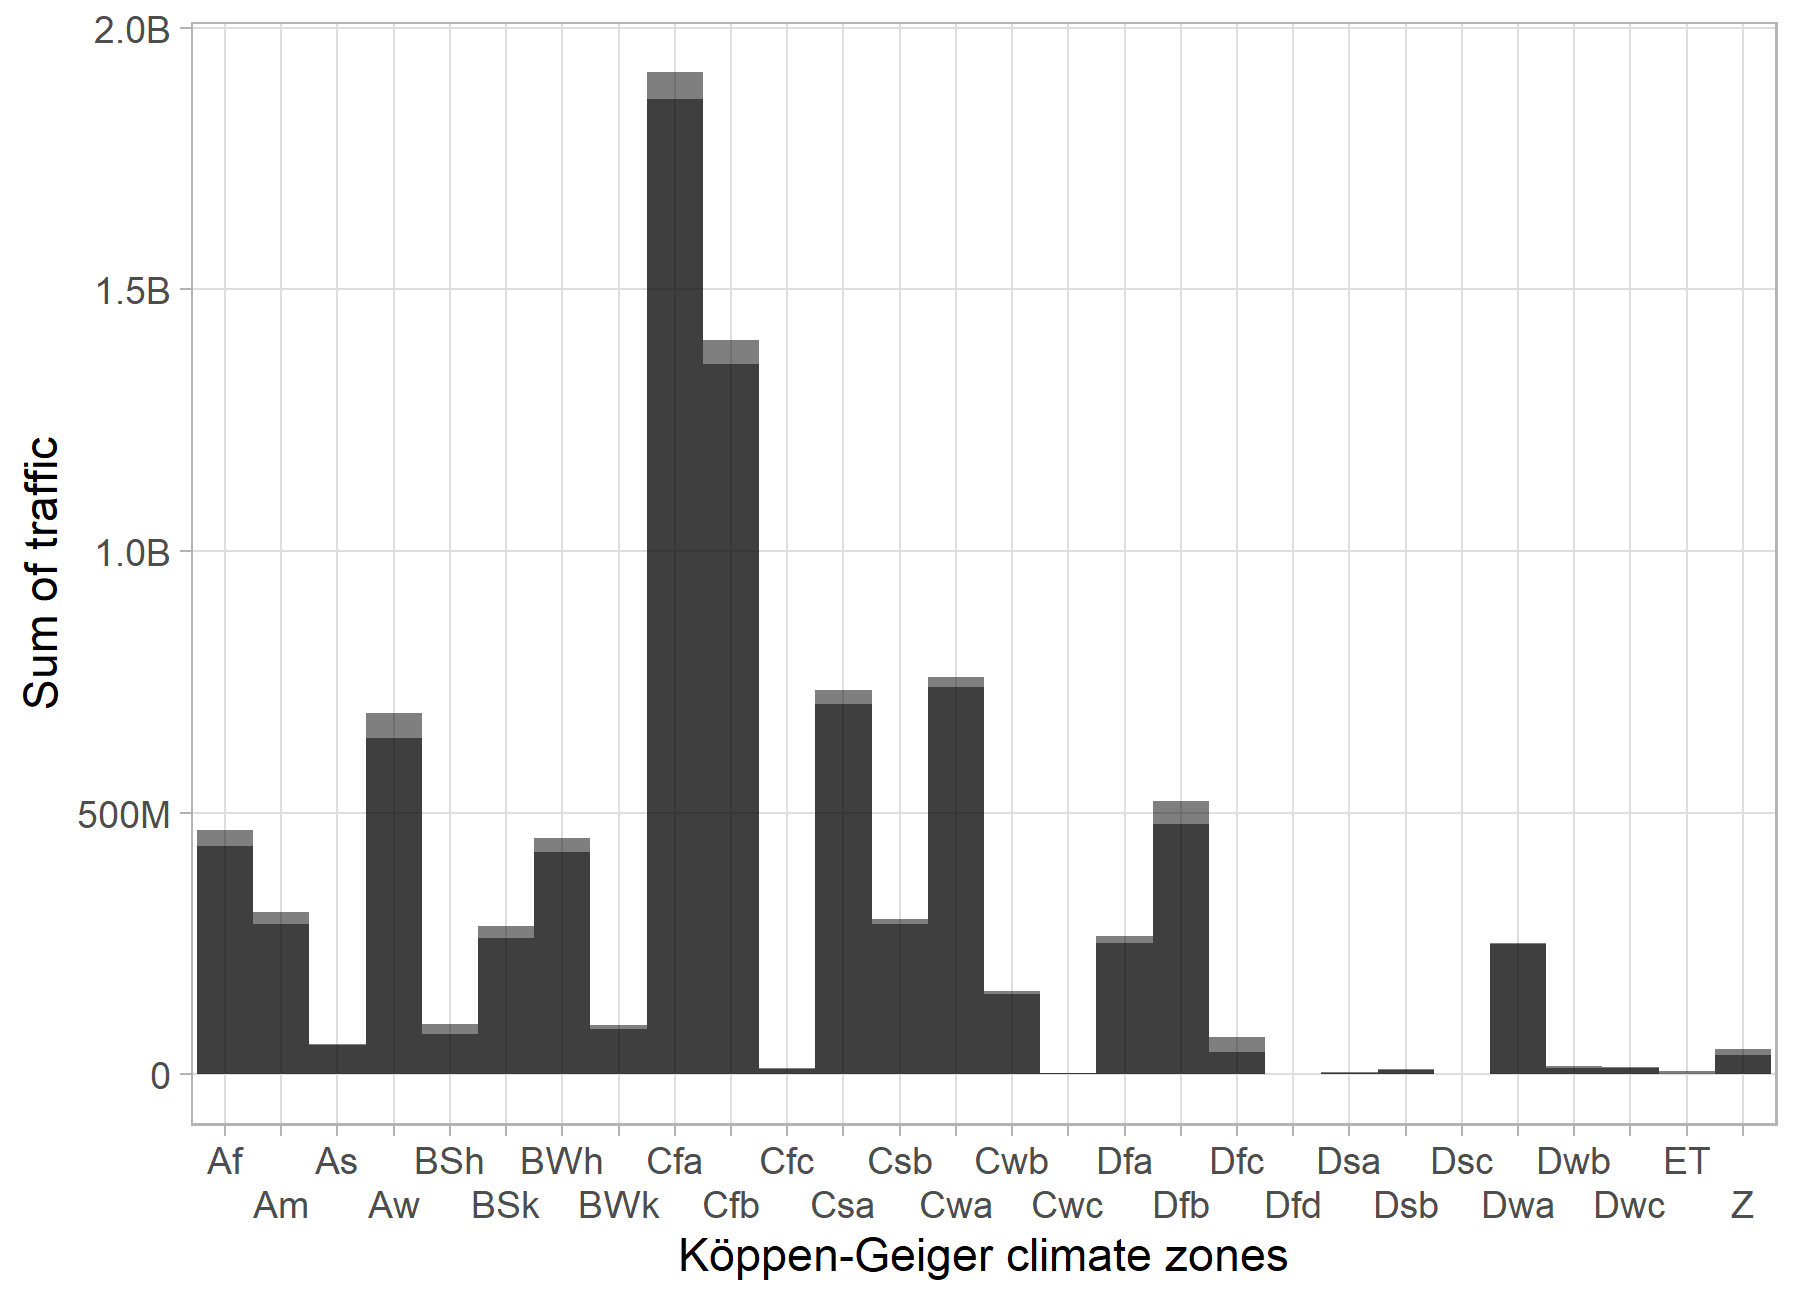 2.0B
1.5B
1.0B
500M
0
Sum of traffic
Af As BSh BWh Cfa Cfc Csb Cwb Dfa Dfc Dsa Dsc Dwb ET
Am Aw BSk BWk Cfb Csa Cwa Cwc Dfb Dfd Dsb Dwa Dwc Z
Köppen-Geiger climate zones